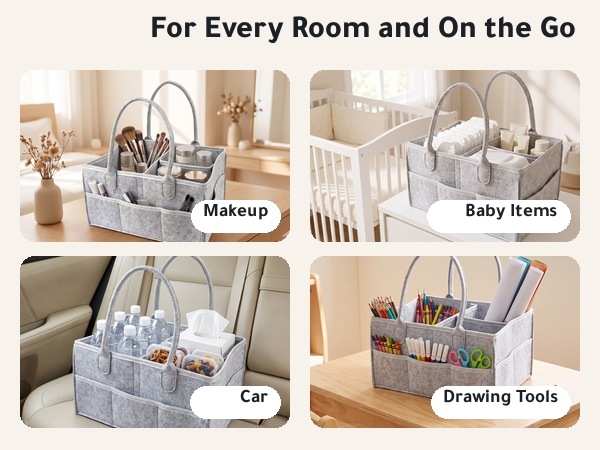 For Every Room and On the Go
Makeup
Baby Items
Car
Drawing Tools